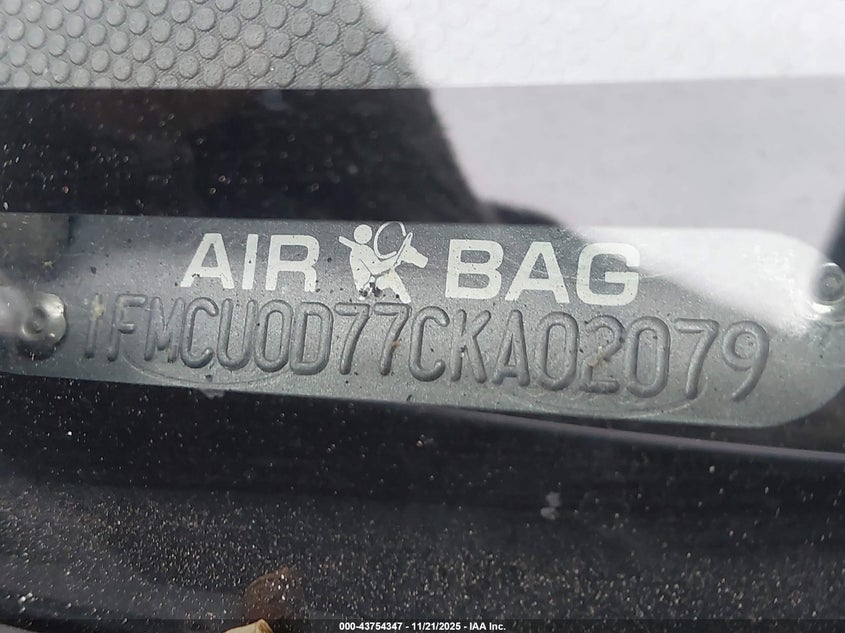 AIR BAG
1FMCU0D77CKA02079
000-43754347 - 11/21/2025 - IAA Inc.